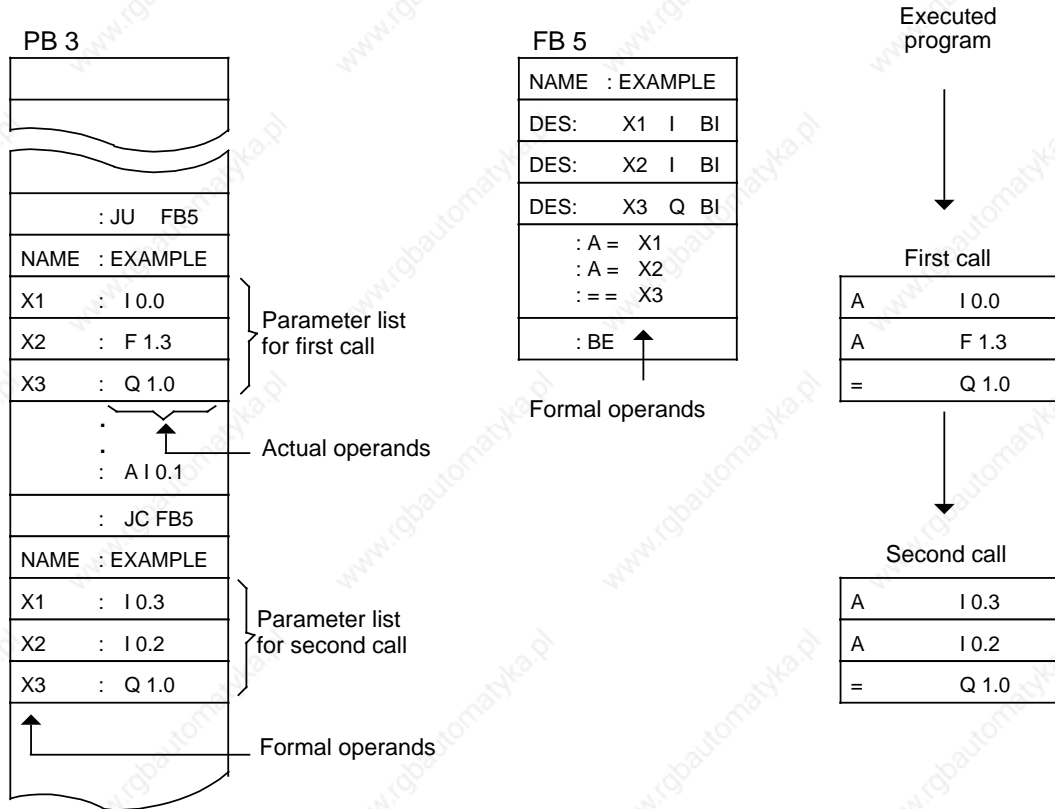 PB 3
: JU FB5
NAME : EXAMPLE
X1 : I 0.0
X2 : F 1.3
X3 : Q 1.0
.
.
: A I 0.1
: JC FB5
NAME : EXAMPLE
X1 : I 0.3
X2 : I 0.2
X3 : Q 1.0
Parameter list
for first call
Actual operands
Parameter list
for second call
Formal operands
FB 5
NAME : EXAMPLE
DES: X1 I BI
DES: X2 I BI
DES: X3 Q BI
: A = X1
: A = X2
: = = X3
: BE
Formal operands
Executed
program
First call
A I 0.0
A F 1.3
= Q 1.0
Second call
A I 0.3
A I 0.2
= Q 1.0
www.rgbautomatyka.pl